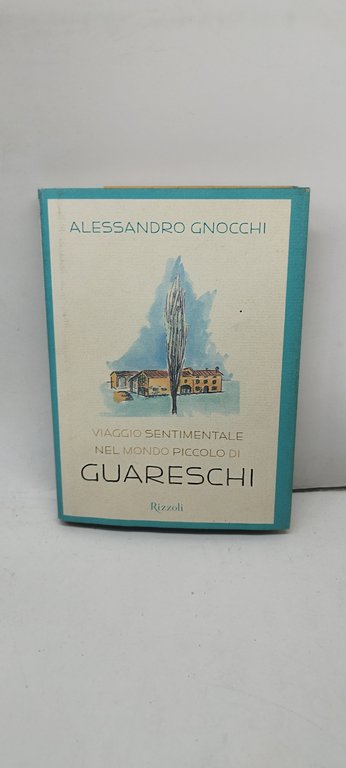 ALESSANDRO GNOCCHI
VIAGGIO SENTIMENTALE
NEL MONDO PICCOLO DI
GUARESCHI
Rizzoli